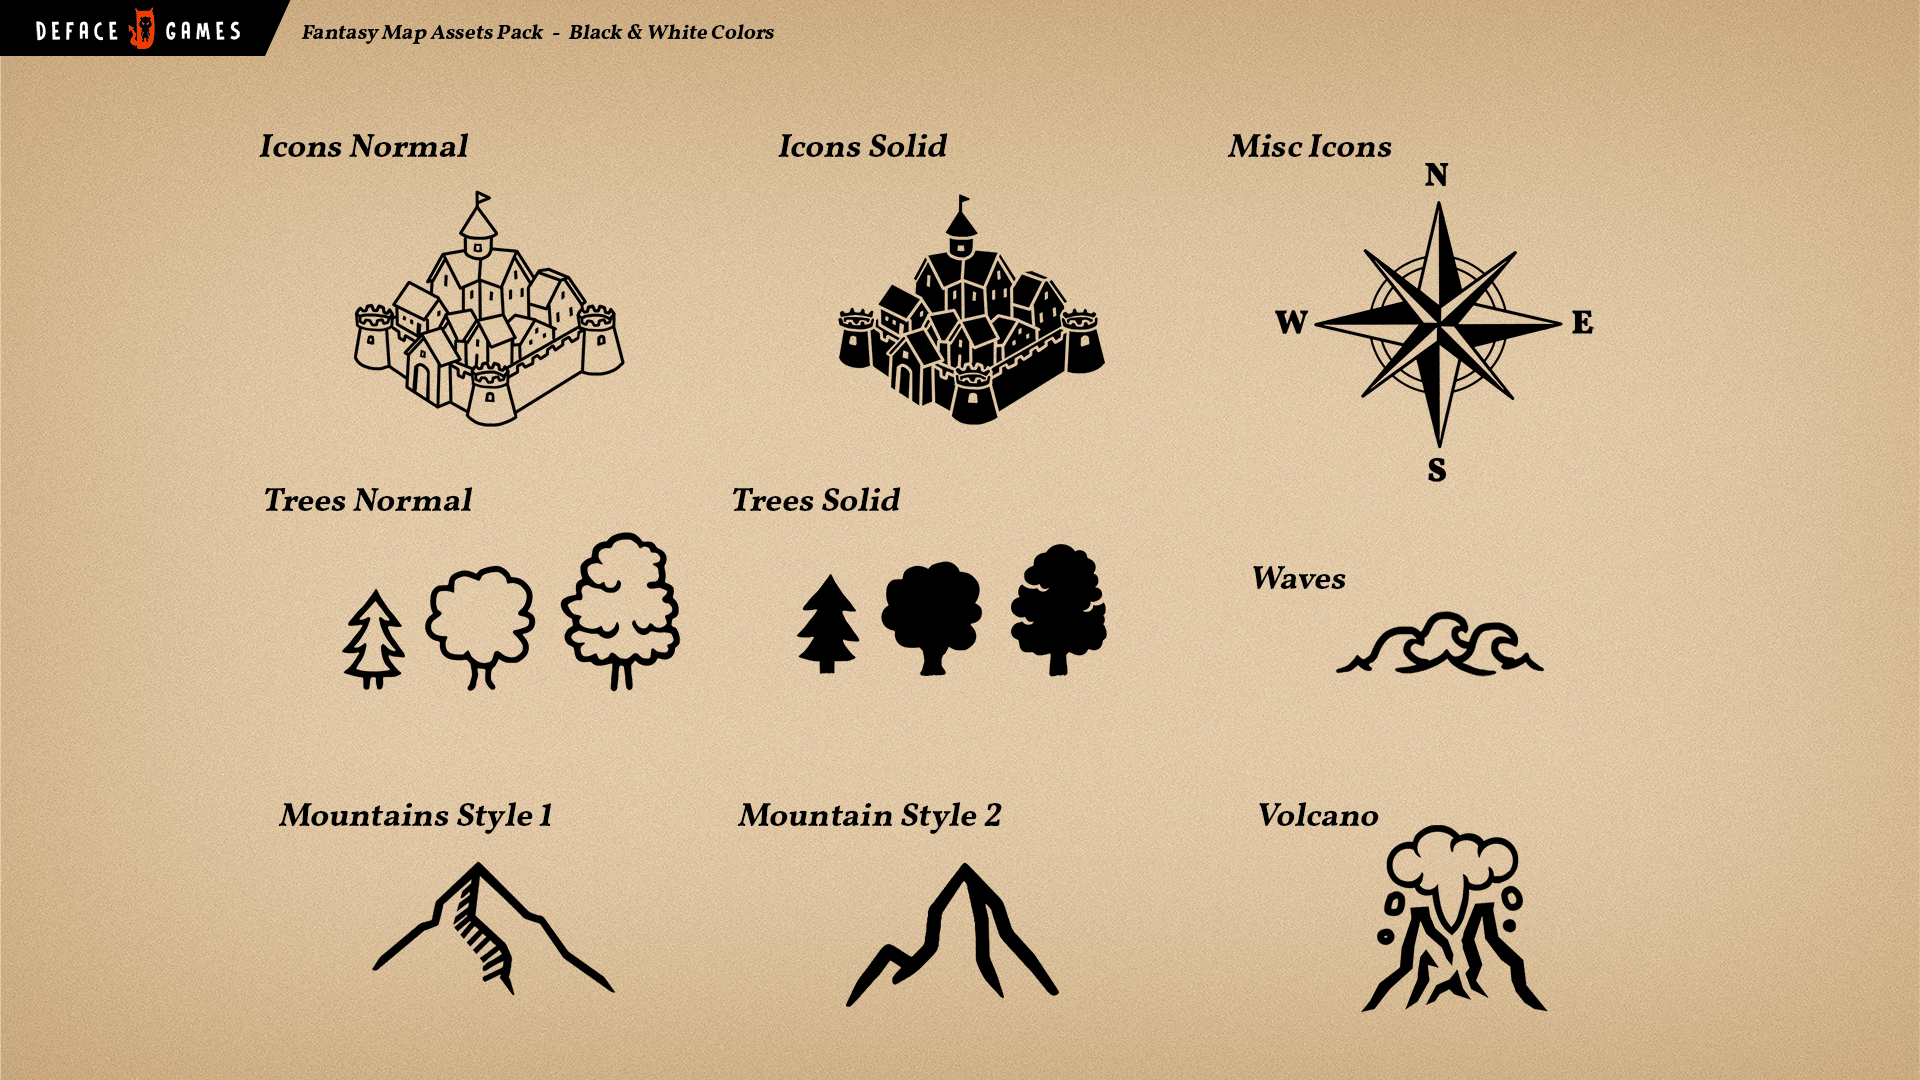 DEFACE GAMES
Fantasy Map Assets Pack - Black & White Colors
Icons Normal
Icons Solid
Misc Icons
N
W
E
S
Trees Normal
Trees Solid
Waves
Mountains Style 1
Mountain Style 2
Volcano